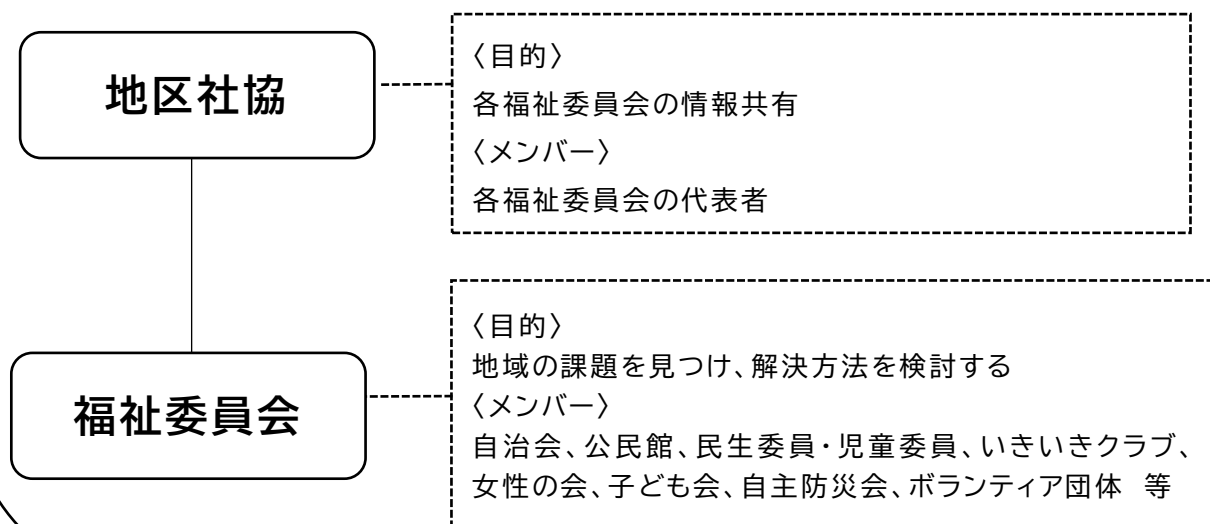 地区社協
〈目的〉
各福祉委員会の情報共有
〈メンバー〉
各福祉委員会の代表者
福祉委員会
〈目的〉
地域の課題を見つけ、解決方法を検討する
〈メンバー〉
自治会、公民館、民生委員・児童委員、いきいきクラブ、
女性の会、子ども会、自主防災会、ボランティア団体　等